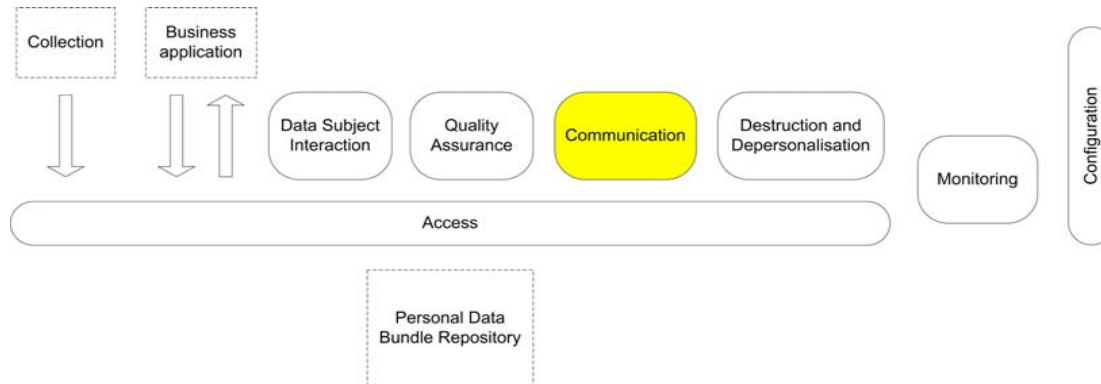 Collection
Business
application
Data Subject
Interaction
Quality
Assurance
Communication
Destruction and
Depersonalisation
Monitoring
Configuration
Access
Personal Data
Bundle Repository